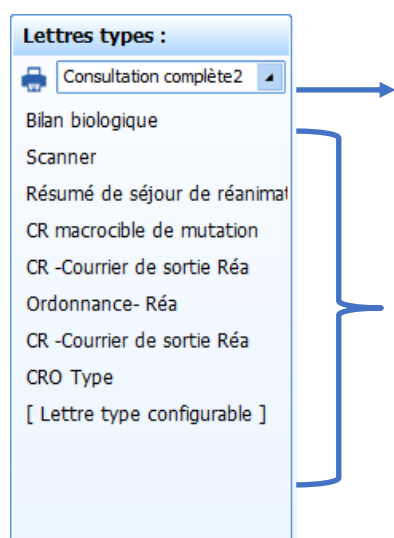 Lettres types :
Consultation complète2
Bilan biologique
Scanner
Résumé de séjour de réanimat
CR macrocible de mutation
CR -Courrier de sortie Réa
Ordonnance- Réa
CR -Courrier de sortie Réa
CRO Type
[ Lettre type configurable ]